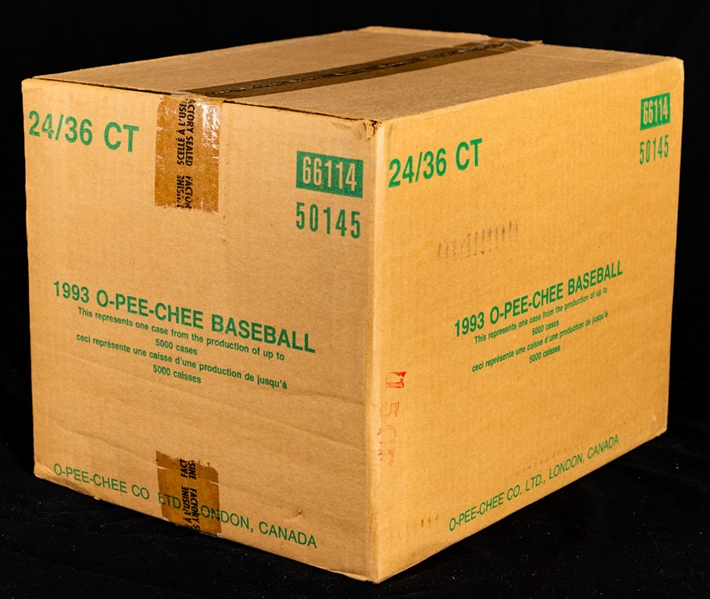 24/36 CT
FACTORY SEALED
SCELLÉ À L'USINE
66114
50145
1993 O-PEE-CHEE BASEBALL
This represents one case from the production of up to
5000 cases
ceci représente une caisse d'une production de jusqu'à
5000 caisses
O-PEE-CHEE CO LTD., LONDON, CANADA
24/36 CT
66114
50145
1993 O-PEE-CHEE BASEBALL
This represents one case from the production of up to
5000 cases
ceci représente une caisse d'une production de jusqu'à
5000 caisses
O-PEE-CHEE CO. LTD., LONDON, CANADA